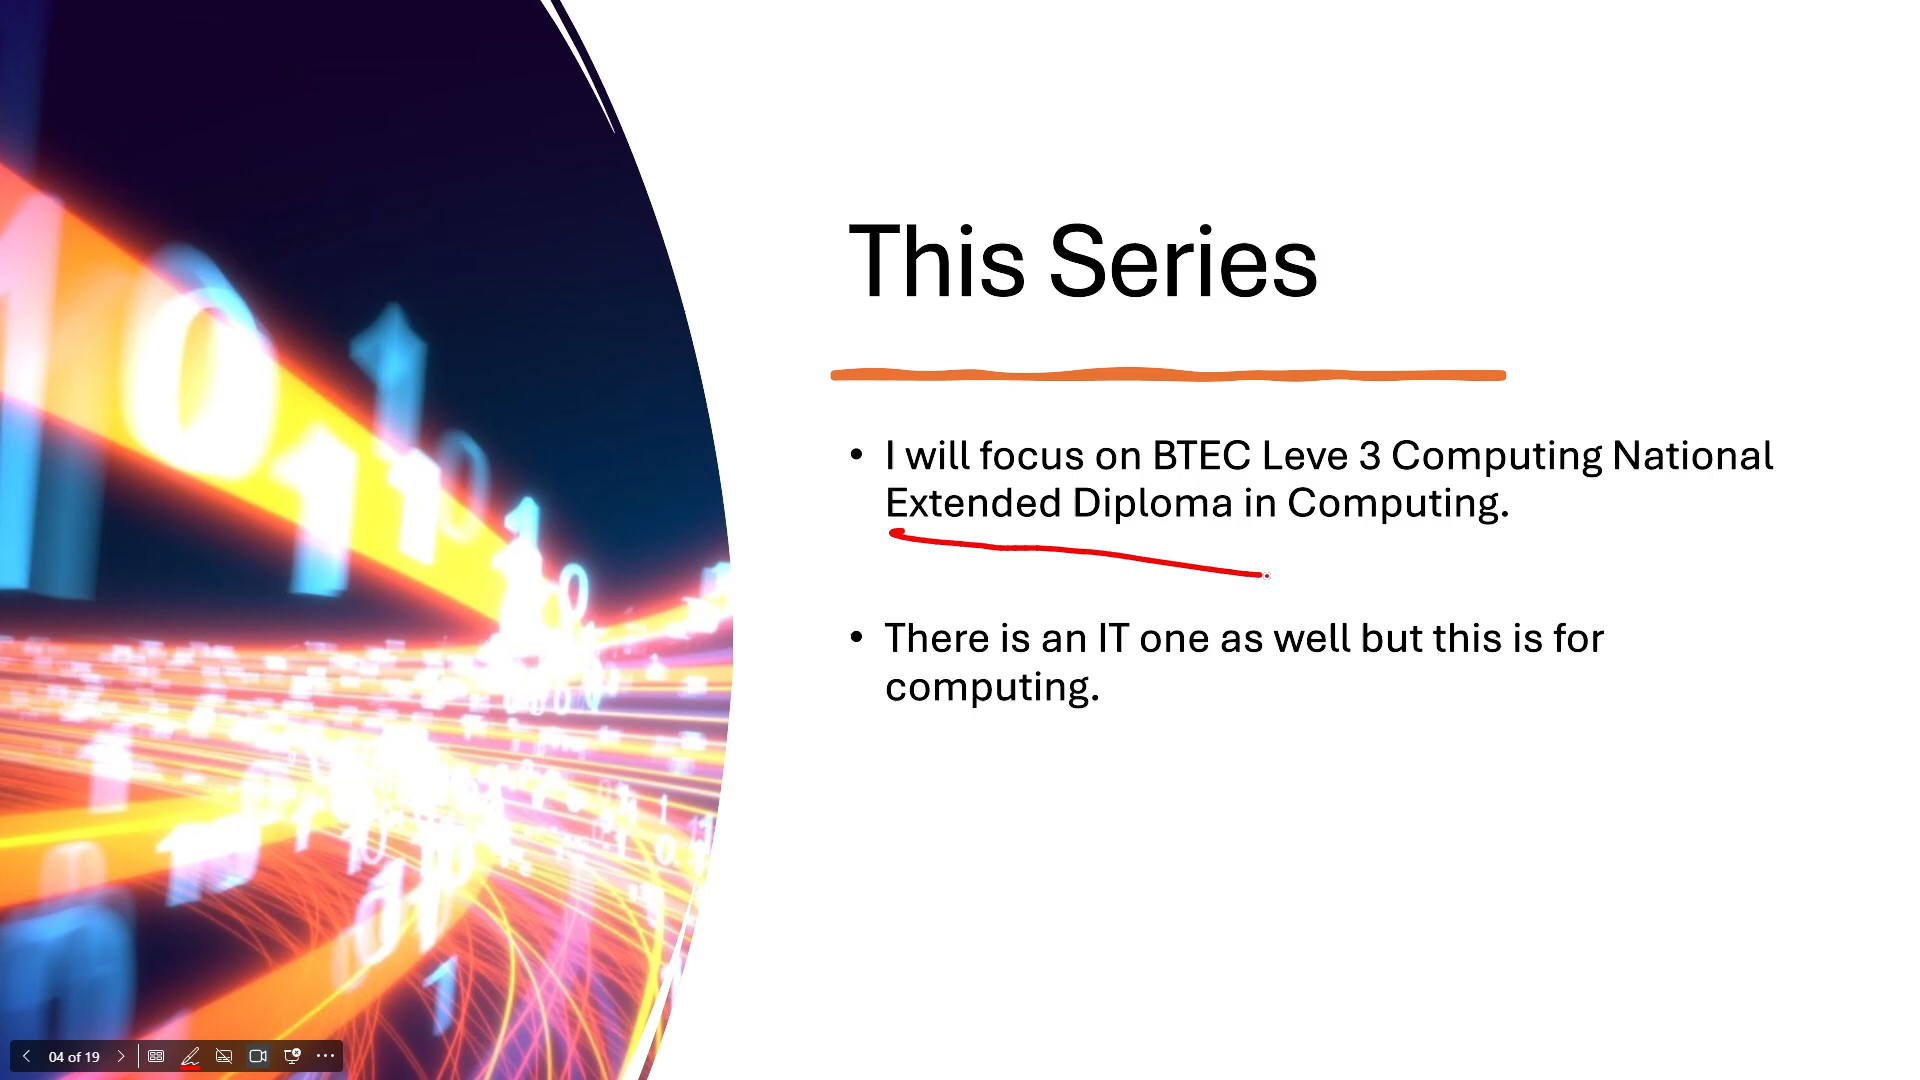 This Series
• I will focus on BTEC Leve 3 Computing National
Extended Diploma in Computing.
• There is an IT one as well but this is for
computing.
04 of 19